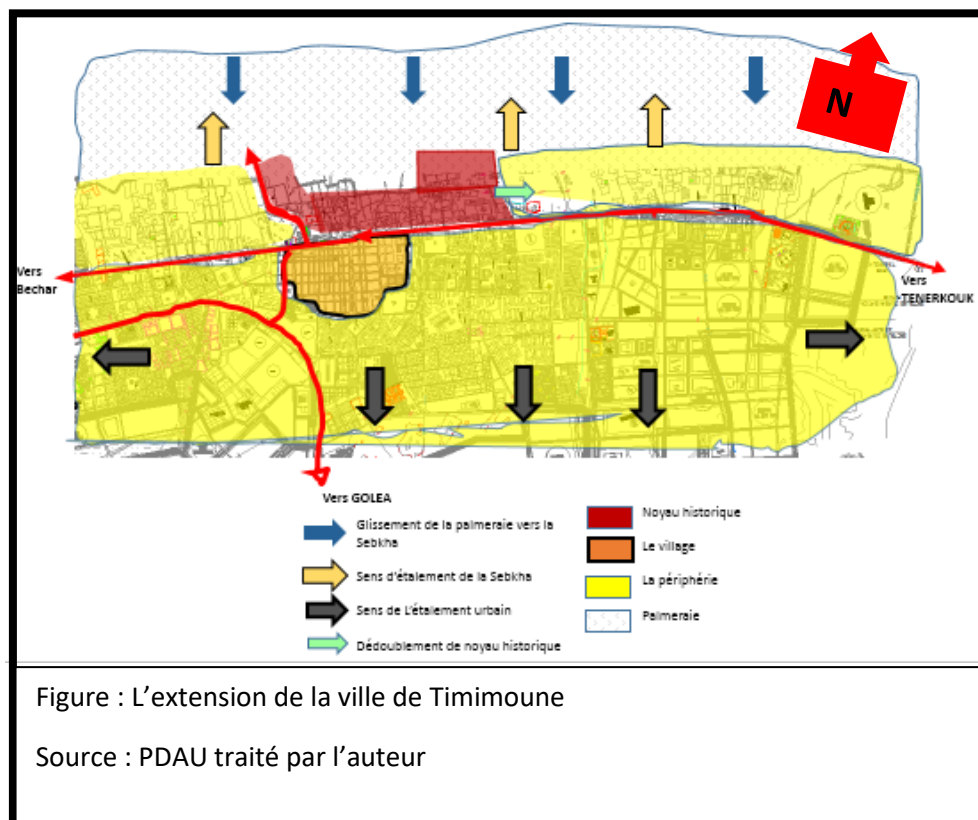 N
Vers
Bechar
Vers
TENERKOUK
Vers GOLEA
Glissement de la palmeraie vers la
Sebkha
Sens d'étalement de la Sebkha
Sens de L'étalement urbain
Dédoublement de noyau historique
Noyau historique
Le village
La périphérie
Palmeraie
Figure : L'extension de la ville de Timimoune
Source : PDAU traité par l'auteur